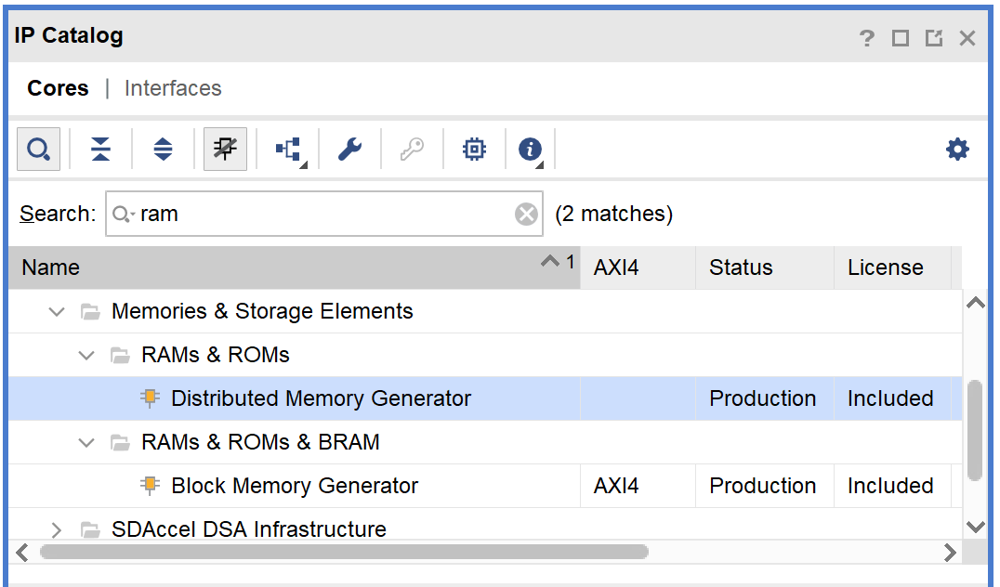 IP Catalog
Cores | Interfaces
Search: ram (2 matches)
Name 1 AXI4 Status License
Memories & Storage Elements
RAMs & ROMs
Distributed Memory Generator Production Included
RAMs & ROMs & BRAM
Block Memory Generator AXI4 Production Included
SDAccel DSA Infrastructure